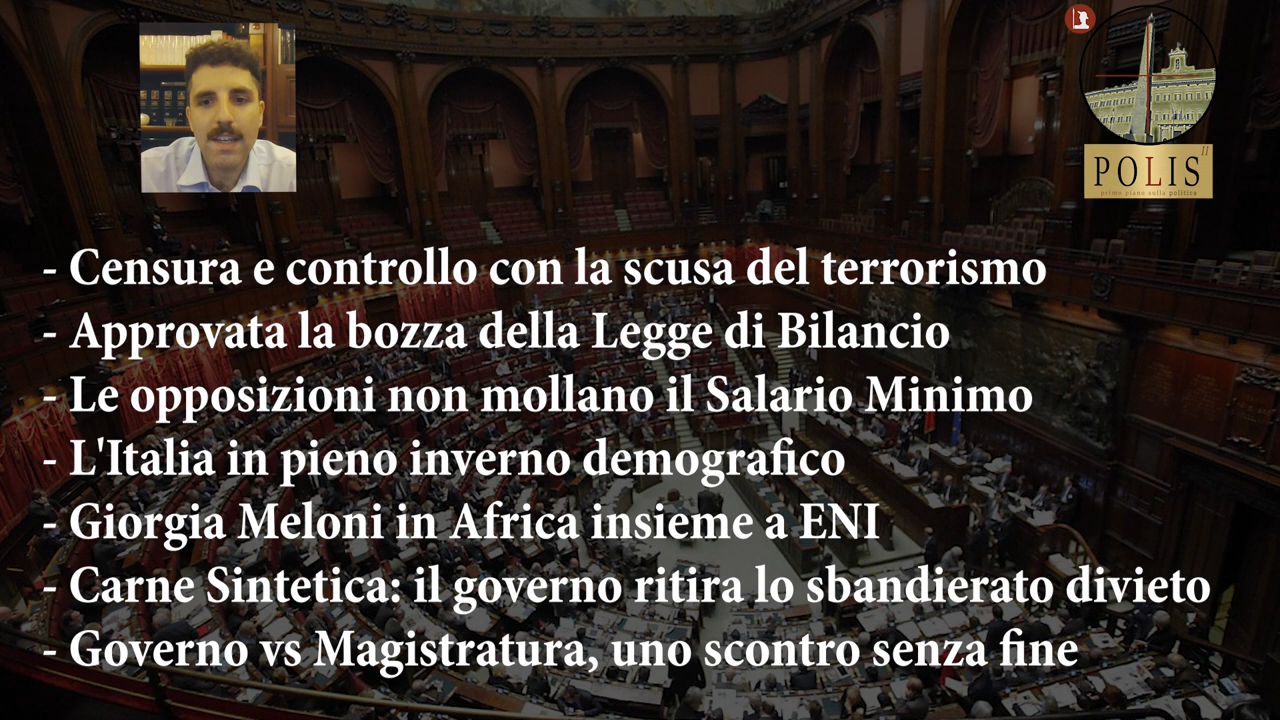 POLIS II
primo piano sulla politica
- Censura e controllo con la scusa del terrorismo
- Approvata la bozza della Legge di Bilancio
- Le opposizioni non mollano il Salario Minimo
- L'Italia in pieno inverno demografico
- Giorgia Meloni in Africa insieme a ENI
- Carne Sintetica: il governo ritira lo sbandierato divieto
- Governo vs Magistratura, uno scontro senza fine